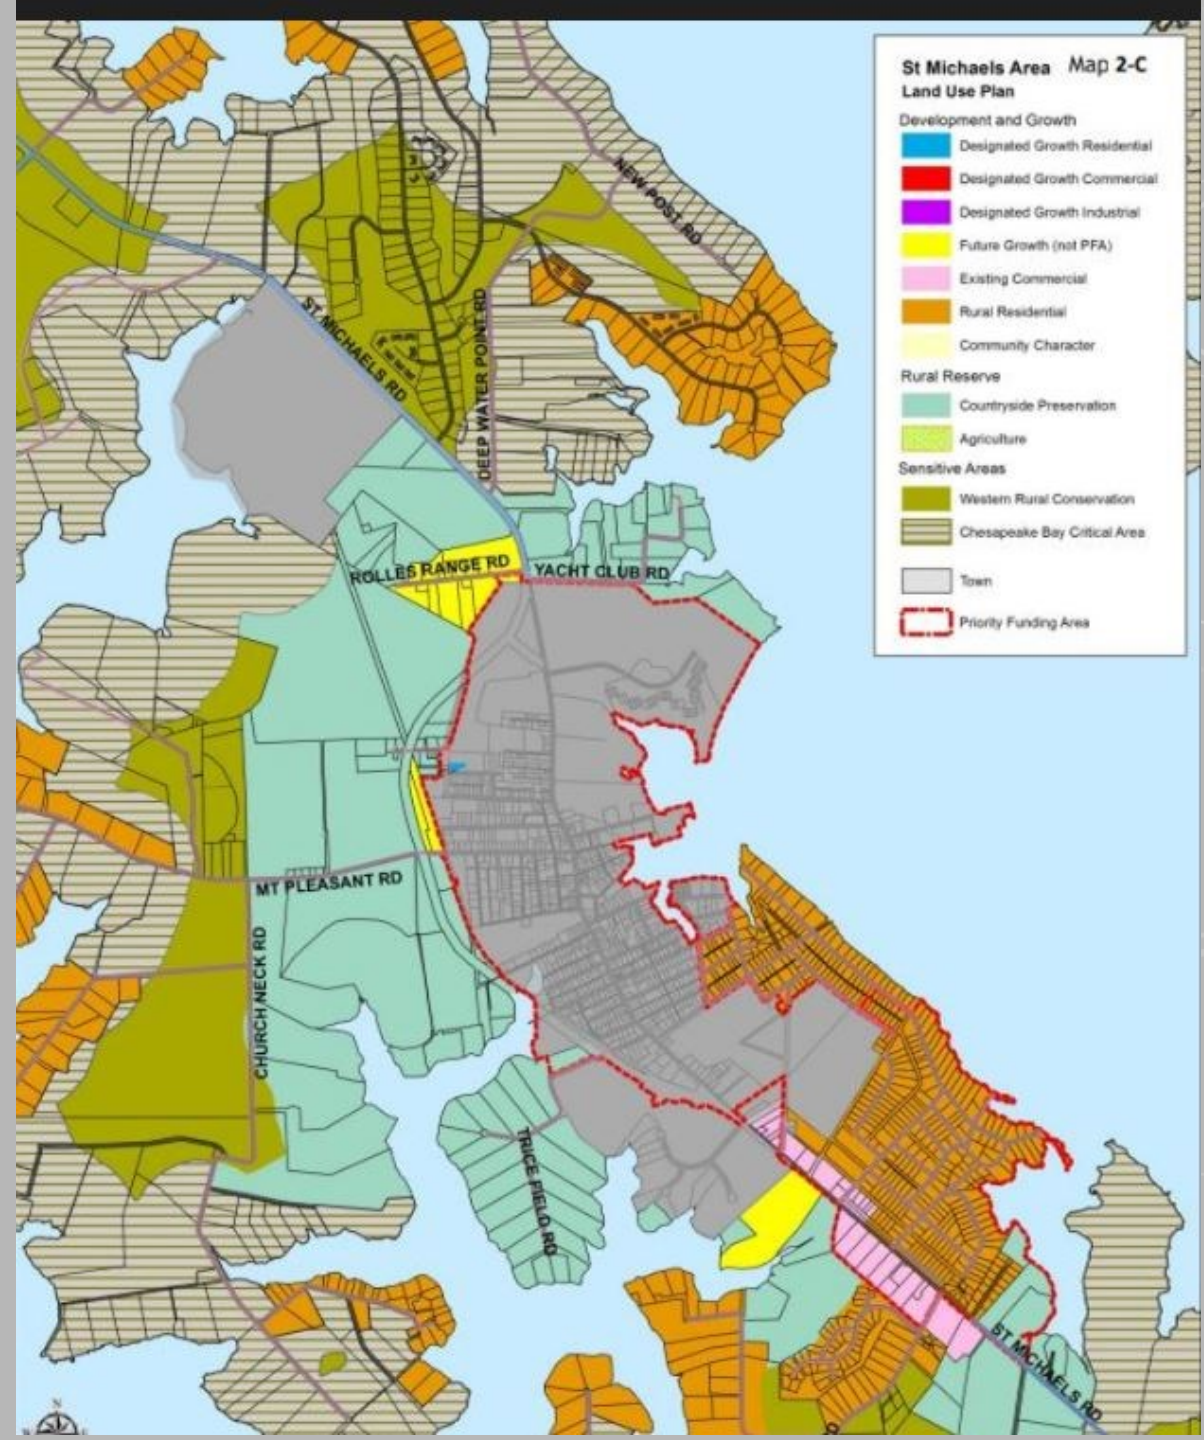 St Michaels Area Map 2-C
Land Use Plan
Development and Growth
Designated Growth Residential
Designated Growth Commercial
Designated Growth Industrial
Future Growth (not PFA)
Existing Commercial
Rural Residential
Community Character
Rural Reserve
Countryside Preservation
Agriculture
Sensitive Areas
Western Rural Conservation
Chesapeake Bay Critical Area
Town
Priority Funding Area
NEW POST RD
ST MICHAELS RD
DEEP WATER POINT RD
ROLLES RANGE RD
YACHT CLUB RD
MT PLEASANT RD
CHURCH NECK RD
TRICE FIELD RD
ST MICHAELS RD
N